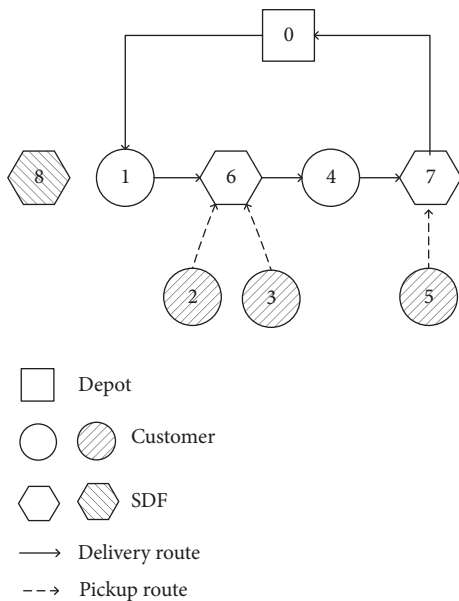 0
8 1 6 4 7
2 3 5
Depot
Customer
SDF
Delivery route
Pickup route